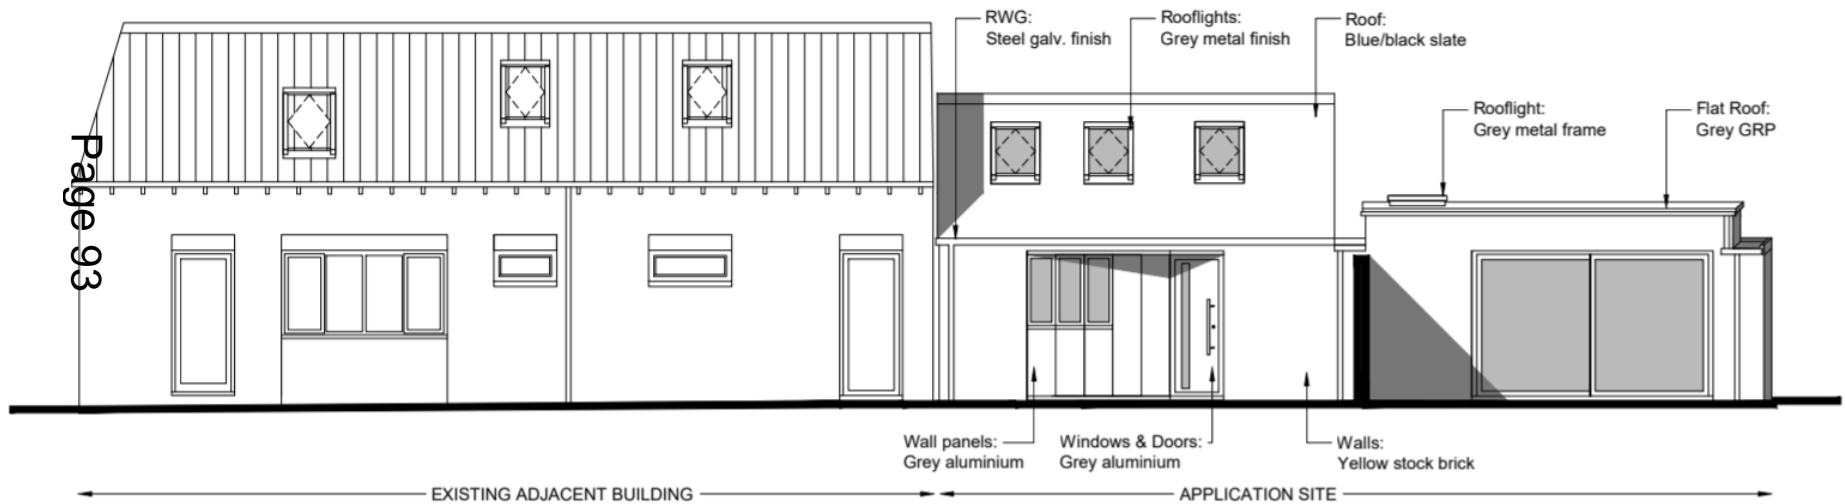 RWG:
Steel galv. finish
Rooflights:
Grey metal finish
Roof:
Blue/black slate
Rooflight:
Grey metal frame
Flat Roof:
Grey GRP
Page 93
Wall panels:
Grey aluminium
Windows & Doors:
Grey aluminium
Walls:
Yellow stock brick
EXISTING ADJACENT BUILDING
APPLICATION SITE